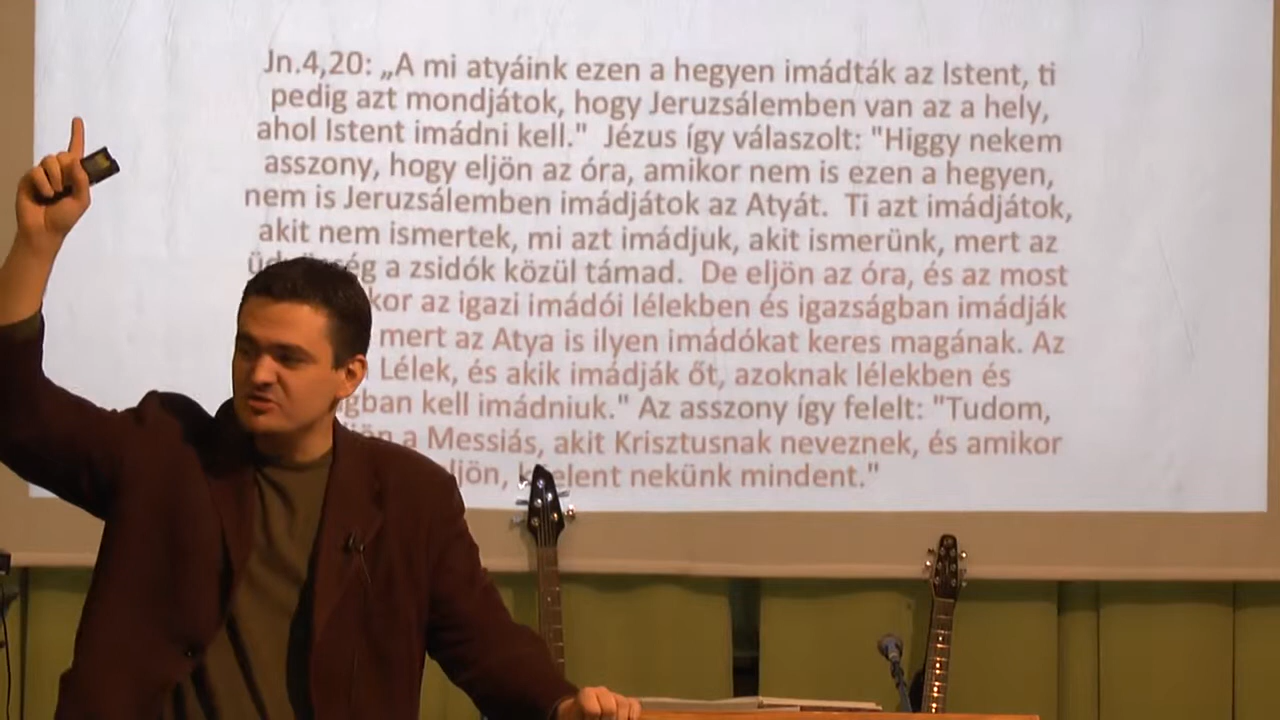 Jn.4,20: „A mi atyáink ezen a hegyen imádták az Istent, ti
pedig azt mondjátok, hogy Jeruzsálemben van az a hely,
ahol Istent imádni kell." Jézus így válaszolt: "Higgy nekem
asszony, hogy eljön az óra, amikor nem is ezen a hegyen,
nem is Jeruzsálemben imádjátok az Atyát. Ti azt imádjátok,
akit nem ismertek, mi azt imádjuk, akit ismerünk, mert az
a zsidók közül támad. De eljön az óra, és az most
az igazi imádói lélekben és igazságban imádják
mert az Atya is ilyen imádókat keres magának. Az
Lélek, és akik imádják őt, azoknak lélekben és
kell imádniuk." Az asszony így felelt: "Tudom,
a Messiás, akit Krisztusnak neveznek, és amikor
nekünk mindent."